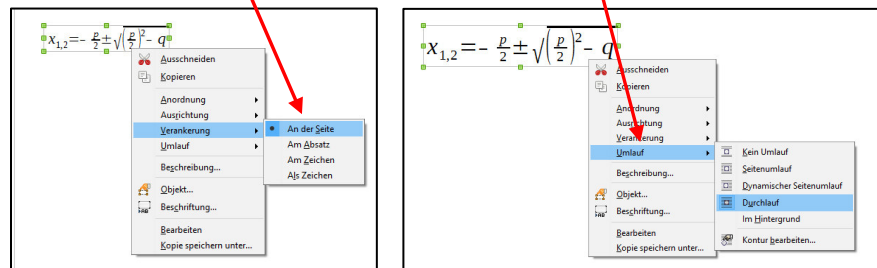 x1,2=- p/2 ± √(p/2)²- q
Ausschneiden
Kopieren
Anordnung
Ausrichtung
Verankerung
Umlauf
Beschreibung...
Objekt...
Beschriftung...
Bearbeiten
Kopie speichern unter...
An der Seite
Am Absatz
Am Zeichen
Als Zeichen
x1,2=- p/2 ± √(p/2)²- q
Ausschneiden
Kopieren
Anordnung
Ausrichtung
Verankerung
Umlauf
Beschreibung...
Objekt...
Beschriftung...
Bearbeiten
Kopie speichern unter...
Kein Umlauf
Seitenumlauf
Dynamischer Seitenumlauf
Durchlauf
Im Hintergrund
Kontur bearbeiten...